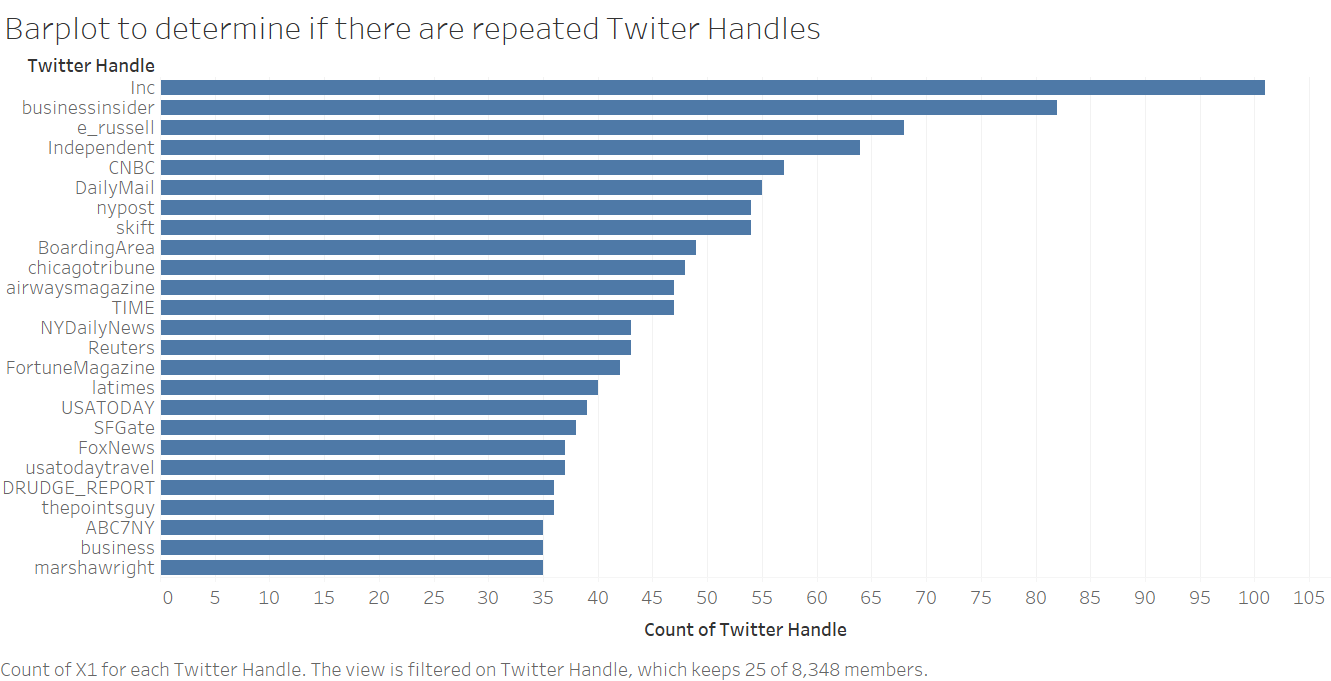 Barplot to determine if there are repeated Twiter Handles
Twitter Handle
Inc
businessinsider
e_russell
Independent
CNBC
DailyMail
nypost
skift
BoardingArea
chicagotribune
airwaysmagazine
TIME
NYDailyNews
Reuters
FortuneMagazine
latimes
USATODAY
SFGate
FoxNews
usatodaytravel
DRUDGE_REPORT
thepointsguy
ABC7NY
business
marshawright
0 5 10 15 20 25 30 35 40 45 50 55 60 65 70 75 80 85 90 95 100 105
Count of Twitter Handle
Count of X1 for each Twitter Handle. The view is filtered on Twitter Handle, which keeps 25 of 8,348 members.